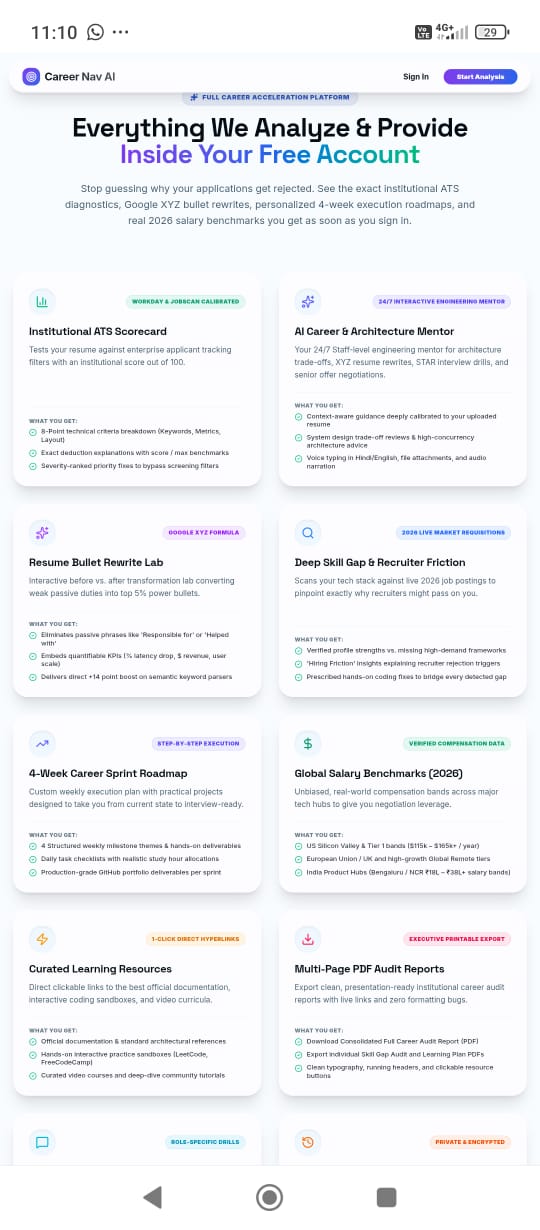 11:10
Vo LTE 4G+ 29
Career Nav AI
Sign In
Start Analysis
FULL CAREER ACCELERATION PLATFORM
Everything We Analyze & Provide
Inside Your Free Account
Stop guessing why your applications get rejected. See the exact institutional ATS
diagnostics, Google XYZ bullet rewrites, personalized 4-week execution roadmaps, and
real 2026 salary benchmarks you get as soon as you sign in.
WORKDAY & JOBSCAN CALIBRATED
Institutional ATS Scorecard
Tests your resume against enterprise applicant tracking
filters with an institutional score out of 100.
WHAT YOU GET:
8-Point technical criteria breakdown (Keywords, Metrics,
Layout)
Exact deduction explanations with score / max benchmarks
Severity-ranked priority fixes to bypass screening filters
24/7 INTERACTIVE ENGINEERING MENTOR
AI Career & Architecture Mentor
Your 24/7 Staff-level engineering mentor for architecture
trade-offs, XYZ resume rewrites, STAR interview drills, and
senior offer negotiations.
WHAT YOU GET:
Context-aware guidance deeply calibrated to your uploaded
resume
System design trade-off reviews & high-concurrency
architecture advice
Voice typing in Hindi/English, file attachments, and audio
narration
GOOGLE XYZ FORMULA
Resume Bullet Rewrite Lab
Interactive before vs. after transformation lab converting
weak passive duties into top 5% power bullets.
WHAT YOU GET:
Eliminates passive phrases like 'Responsible for' or 'Helped
with'
Embeds quantifiable KPIs (% latency drop, $ revenue, user
scale)
Delivers direct +14 point boost on semantic keyword parsers
2026 LIVE MARKET REQUISITIONS
Deep Skill Gap & Recruiter Friction
Scans your tech stack against live 2026 job postings to
pinpoint exactly why recruiters might pass on you.
WHAT YOU GET:
Verified profile strengths vs. missing high-demand frameworks
'Hiring Friction' insights explaining recruiter rejection triggers
Prescribed hands-on coding fixes to bridge every detected gap
STEP-BY-STEP EXECUTION
4-Week Career Sprint Roadmap
Custom weekly execution plan with practical projects
designed to take you from current state to interview-ready.
WHAT YOU GET:
4 Structured weekly milestone themes & hands-on deliverables
Daily task checklists with realistic study hour allocations
Production-grade GitHub portfolio deliverables per sprint
VERIFIED COMPENSATION DATA
Global Salary Benchmarks (2026)
Unbiased, real-world compensation bands across major
tech hubs to give you negotiation leverage.
WHAT YOU GET:
US Silicon Valley & Tier 1 bands ($115k – $165k+ / year)
European Union / UK and high-growth Global Remote tiers
India Product Hubs (Bengaluru / NCR ₹18L – ₹38L+ salary bands)
1-CLICK DIRECT HYPERLINKS
Curated Learning Resources
Direct clickable links to the best official documentation,
interactive coding sandboxes, and video curricula.
WHAT YOU GET:
Official documentation & standard architectural references
Hands-on interactive practice sandboxes (LeetCode,
FreeCodeCamp)
Curated video courses and deep-dive community tutorials
EXECUTIVE PRINTABLE EXPORT
Multi-Page PDF Audit Reports
Export clean, presentation-ready institutional career audit
reports with live links and zero formatting bugs.
WHAT YOU GET:
Download Consolidated Full Career Audit Report (PDF)
Export individual Skill Gap Audit and Learning Plan PDFs
Clean typography, running headers, and clickable resource
buttons
ROLE-SPECIFIC DRILLS
PRIVATE & ENCRYPTED